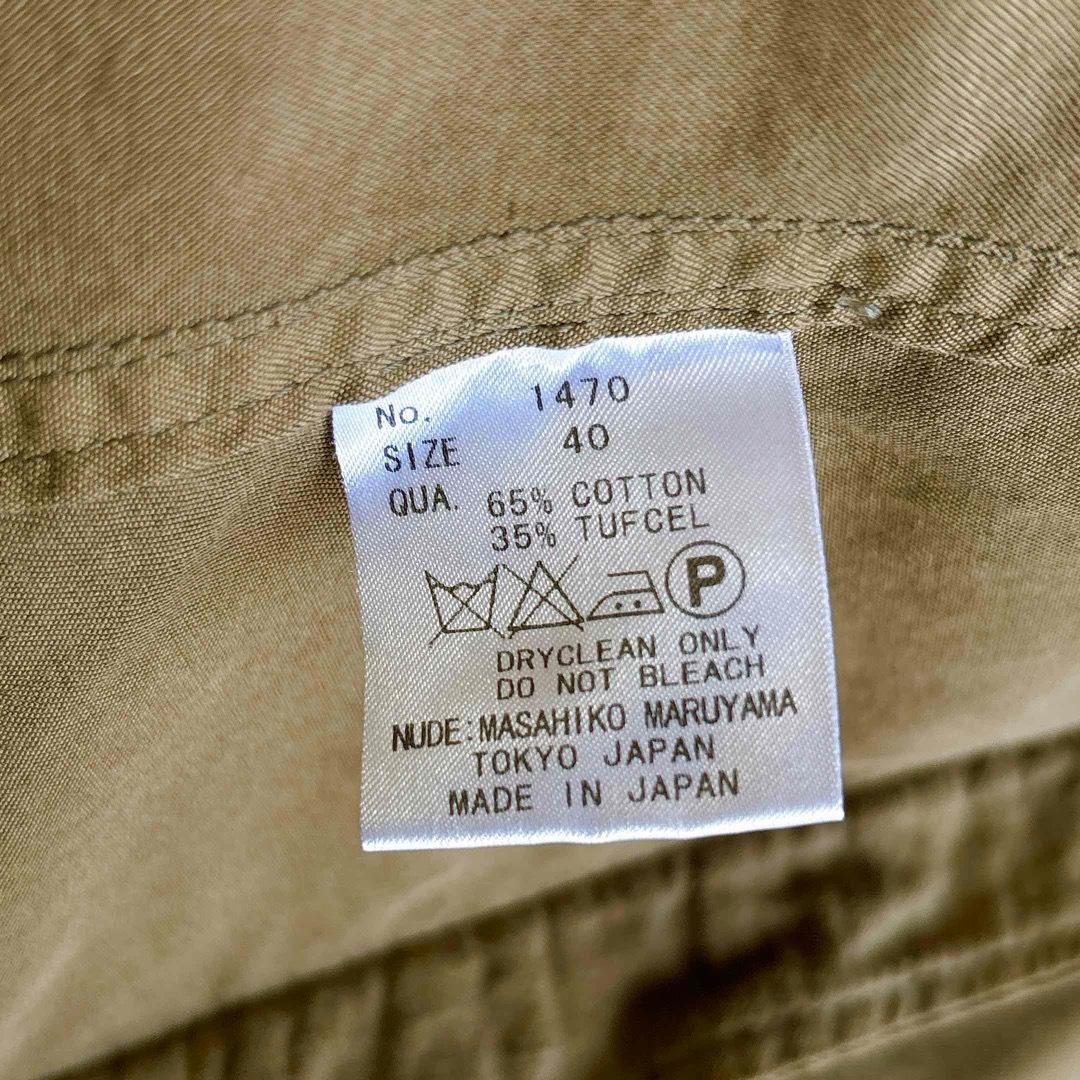 No. 1470
SIZE 40
QUA. 65% COTTON
35% TUFCEL
P
DRYCLEAN ONLY
DO NOT BLEACH
NUDE:MASAHIKO MARUYAMA
TOKYO JAPAN
MADE IN JAPAN